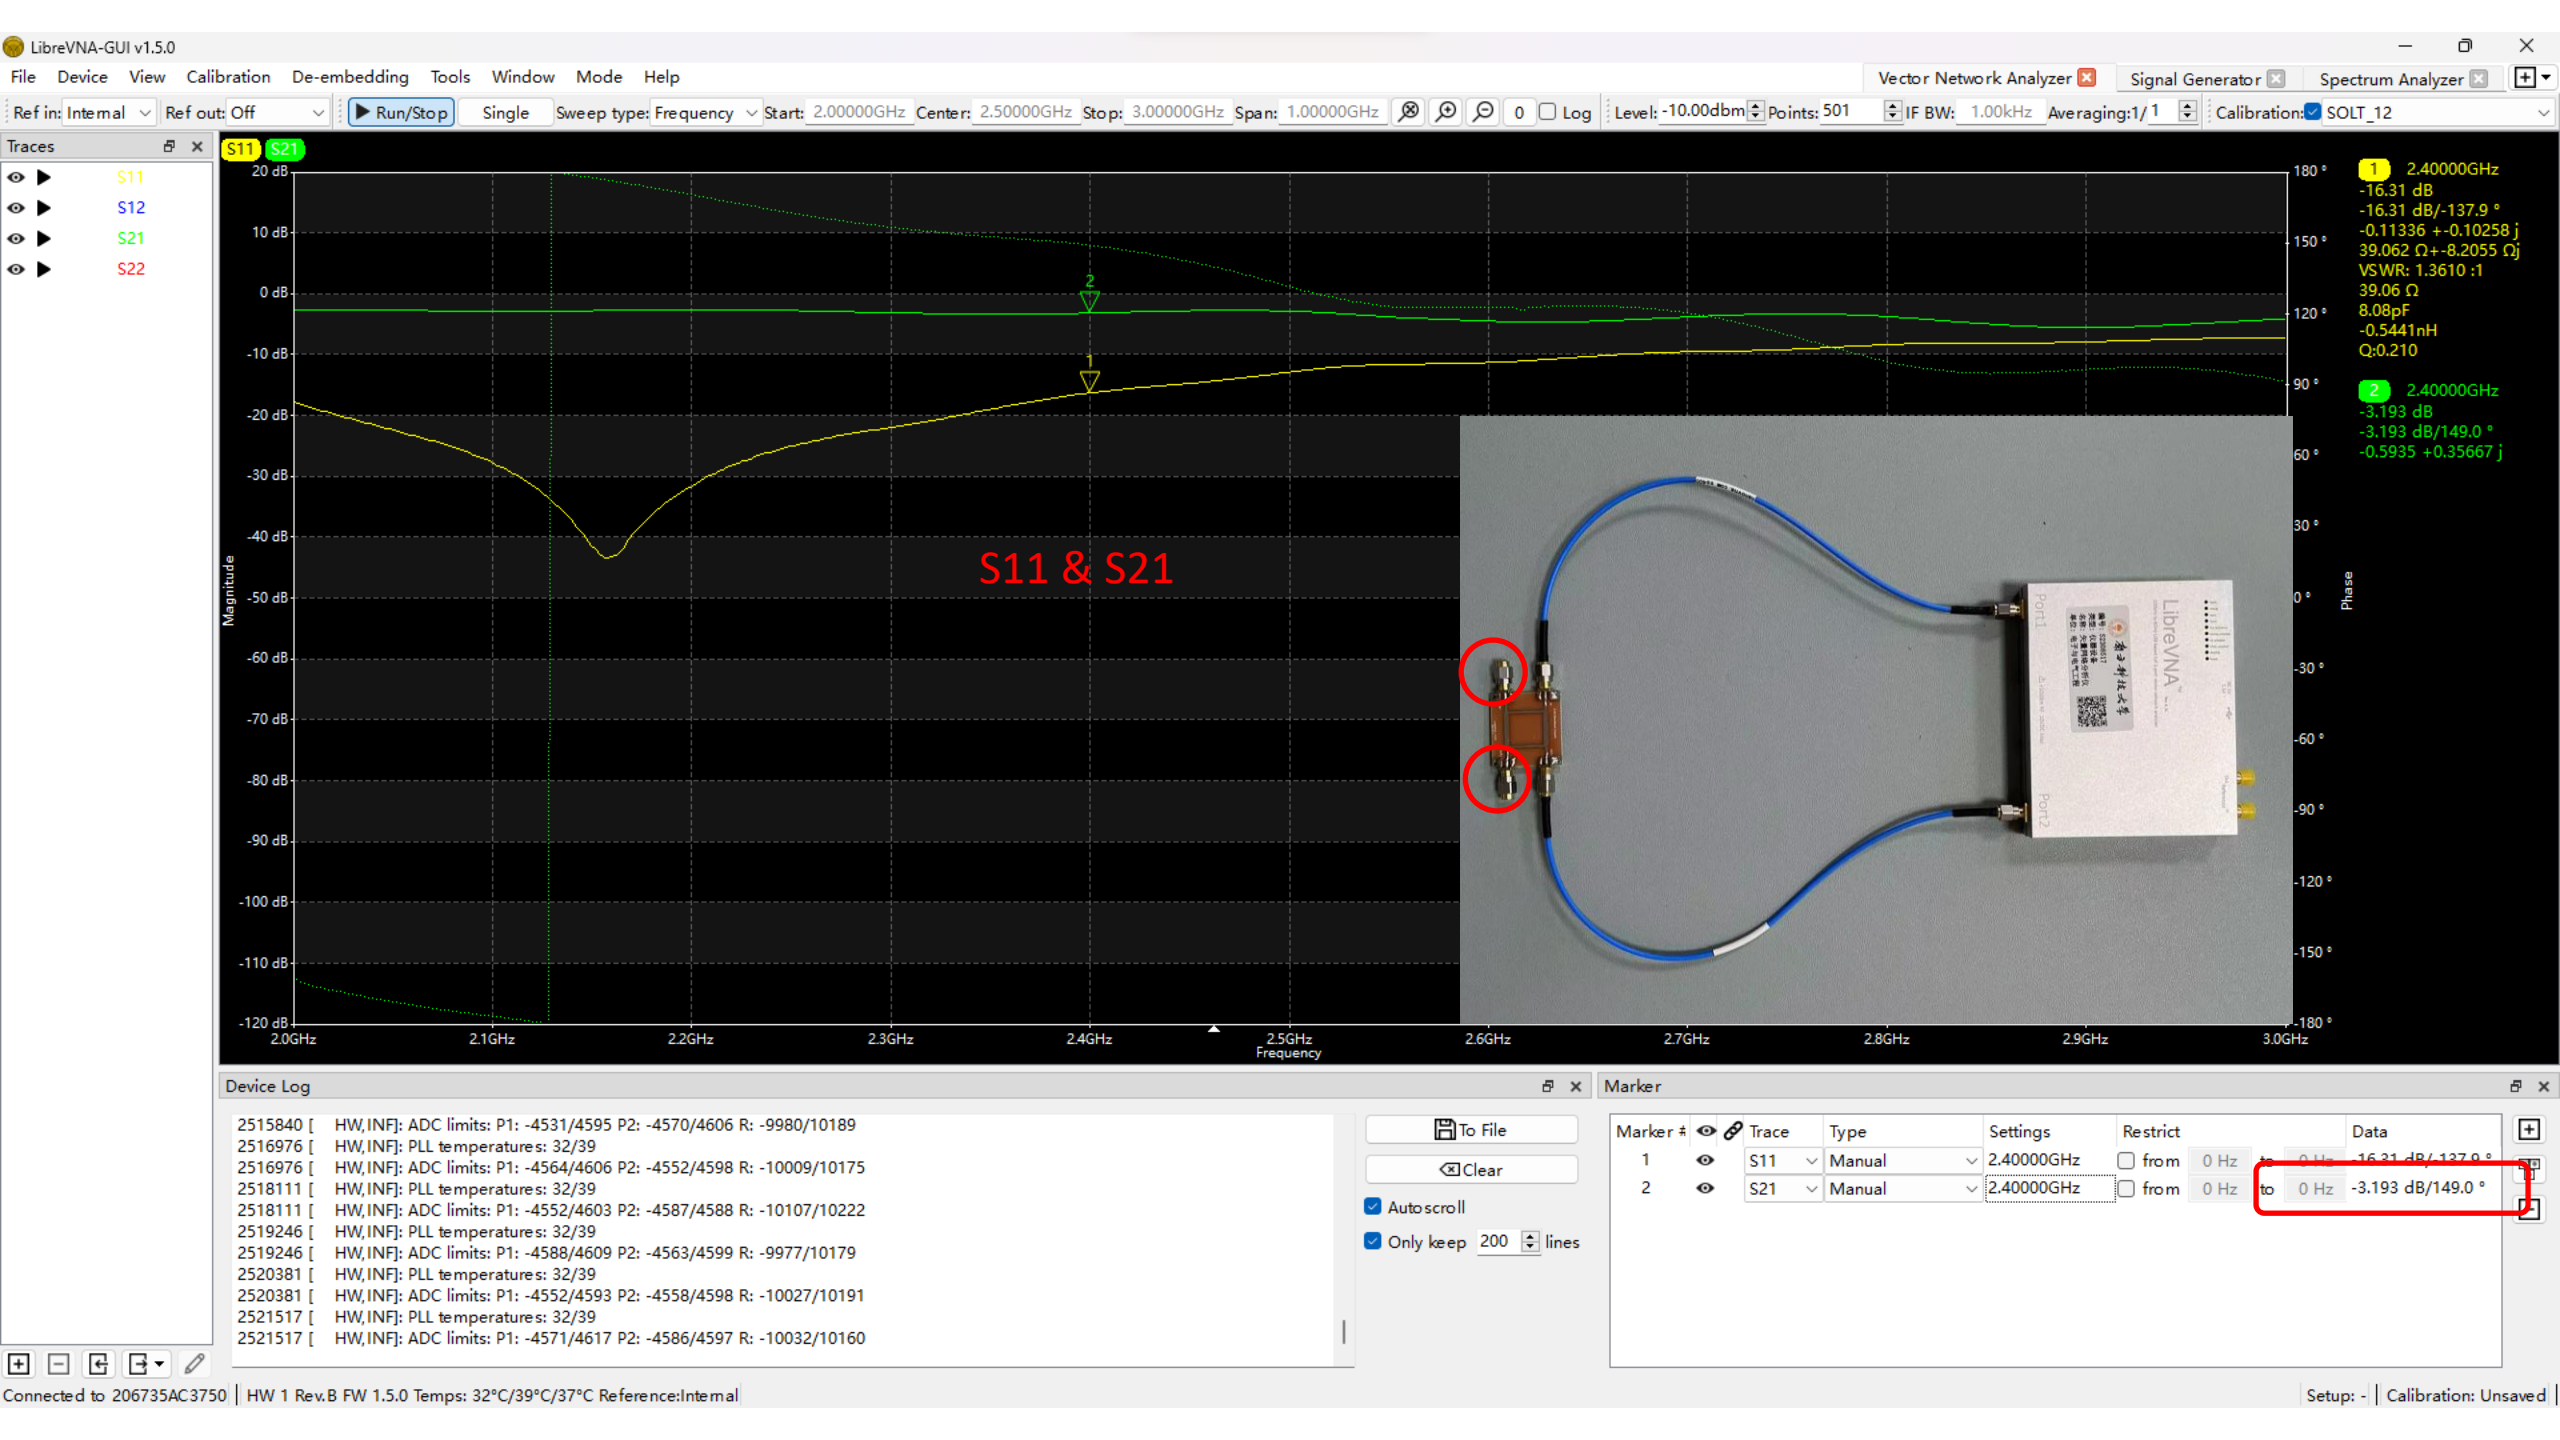 LibreVNA-GUI v1.5.0
File Device View Calibration De-embedding Tools Window Mode Help
Vector Network Analyzer Signal Generator Spectrum Analyzer
Ref in: Internal Ref out: Off Run/Stop Single Sweep type: Frequency Start: 2.00000GHz Center: 2.50000GHz Stop: 3.00000GHz Span: 1.00000GHz 0 Log Level: -10.00dbm Points: 501 IF BW: 1.00kHz Averaging:1/ 1 Calibration: SOLT_12
Traces
S11
S12
S21
S22
S11 S21
20 dB
10 dB
0 dB
-10 dB
-20 dB
-30 dB
-40 dB
-50 dB
-60 dB
-70 dB
-80 dB
-90 dB
-100 dB
-110 dB
-120 dB
Magnitude
2
1
S11 & S21
180 °
150 °
120 °
90 °
60 °
30 °
0 °
-30 °
-60 °
-90 °
-120 °
-150 °
-180 °
Phase
2.0GHz 2.1GHz 2.2GHz 2.3GHz 2.4GHz 2.5GHz 2.6GHz 2.7GHz 2.8GHz 2.9GHz 3.0GHz
Frequency
Port1
LibreVNA
Port2
1 2.40000GHz
-16.31 dB
-16.31 dB/-137.9 °
-0.11336 +-0.10258 j
39.062 Ω+-8.2055 Ωj
VSWR: 1.3610 :1
39.06 Ω
8.08pF
-0.5441nH
Q:0.210
2 2.40000GHz
-3.193 dB
-3.193 dB/149.0 °
-0.5935 +0.35667 j
Device Log
2515840 [ HW,INF]: ADC limits: P1: -4531/4595 P2: -4570/4606 R: -9980/10189
2516976 [ HW,INF]: PLL temperatures: 32/39
2516976 [ HW,INF]: ADC limits: P1: -4564/4606 P2: -4552/4598 R: -10009/10175
2518111 [ HW,INF]: PLL temperatures: 32/39
2518111 [ HW,INF]: ADC limits: P1: -4552/4603 P2: -4587/4588 R: -10107/10222
2519246 [ HW,INF]: PLL temperatures: 32/39
2519246 [ HW,INF]: ADC limits: P1: -4588/4609 P2: -4563/4599 R: -9977/10179
2520381 [ HW,INF]: PLL temperatures: 32/39
2520381 [ HW,INF]: ADC limits: P1: -4552/4593 P2: -4558/4598 R: -10027/10191
2521517 [ HW,INF]: PLL temperatures: 32/39
2521517 [ HW,INF]: ADC limits: P1: -4571/4617 P2: -4586/4597 R: -10032/10160
To File
Clear
Autoscroll
Only keep 200 lines
Marker
Marker # Trace Type Settings Restrict Data
1 S11 Manual 2.40000GHz from 0 Hz to 0 Hz -16.31 dB/-137.9 °
2 S21 Manual 2.40000GHz from 0 Hz to 0 Hz -3.193 dB/149.0 °
Connected to 206735AC3750 HW 1 Rev.B FW 1.5.0 Temps: 32°C/39°C/37°C Reference:Internal
Setup: - Calibration: Unsaved